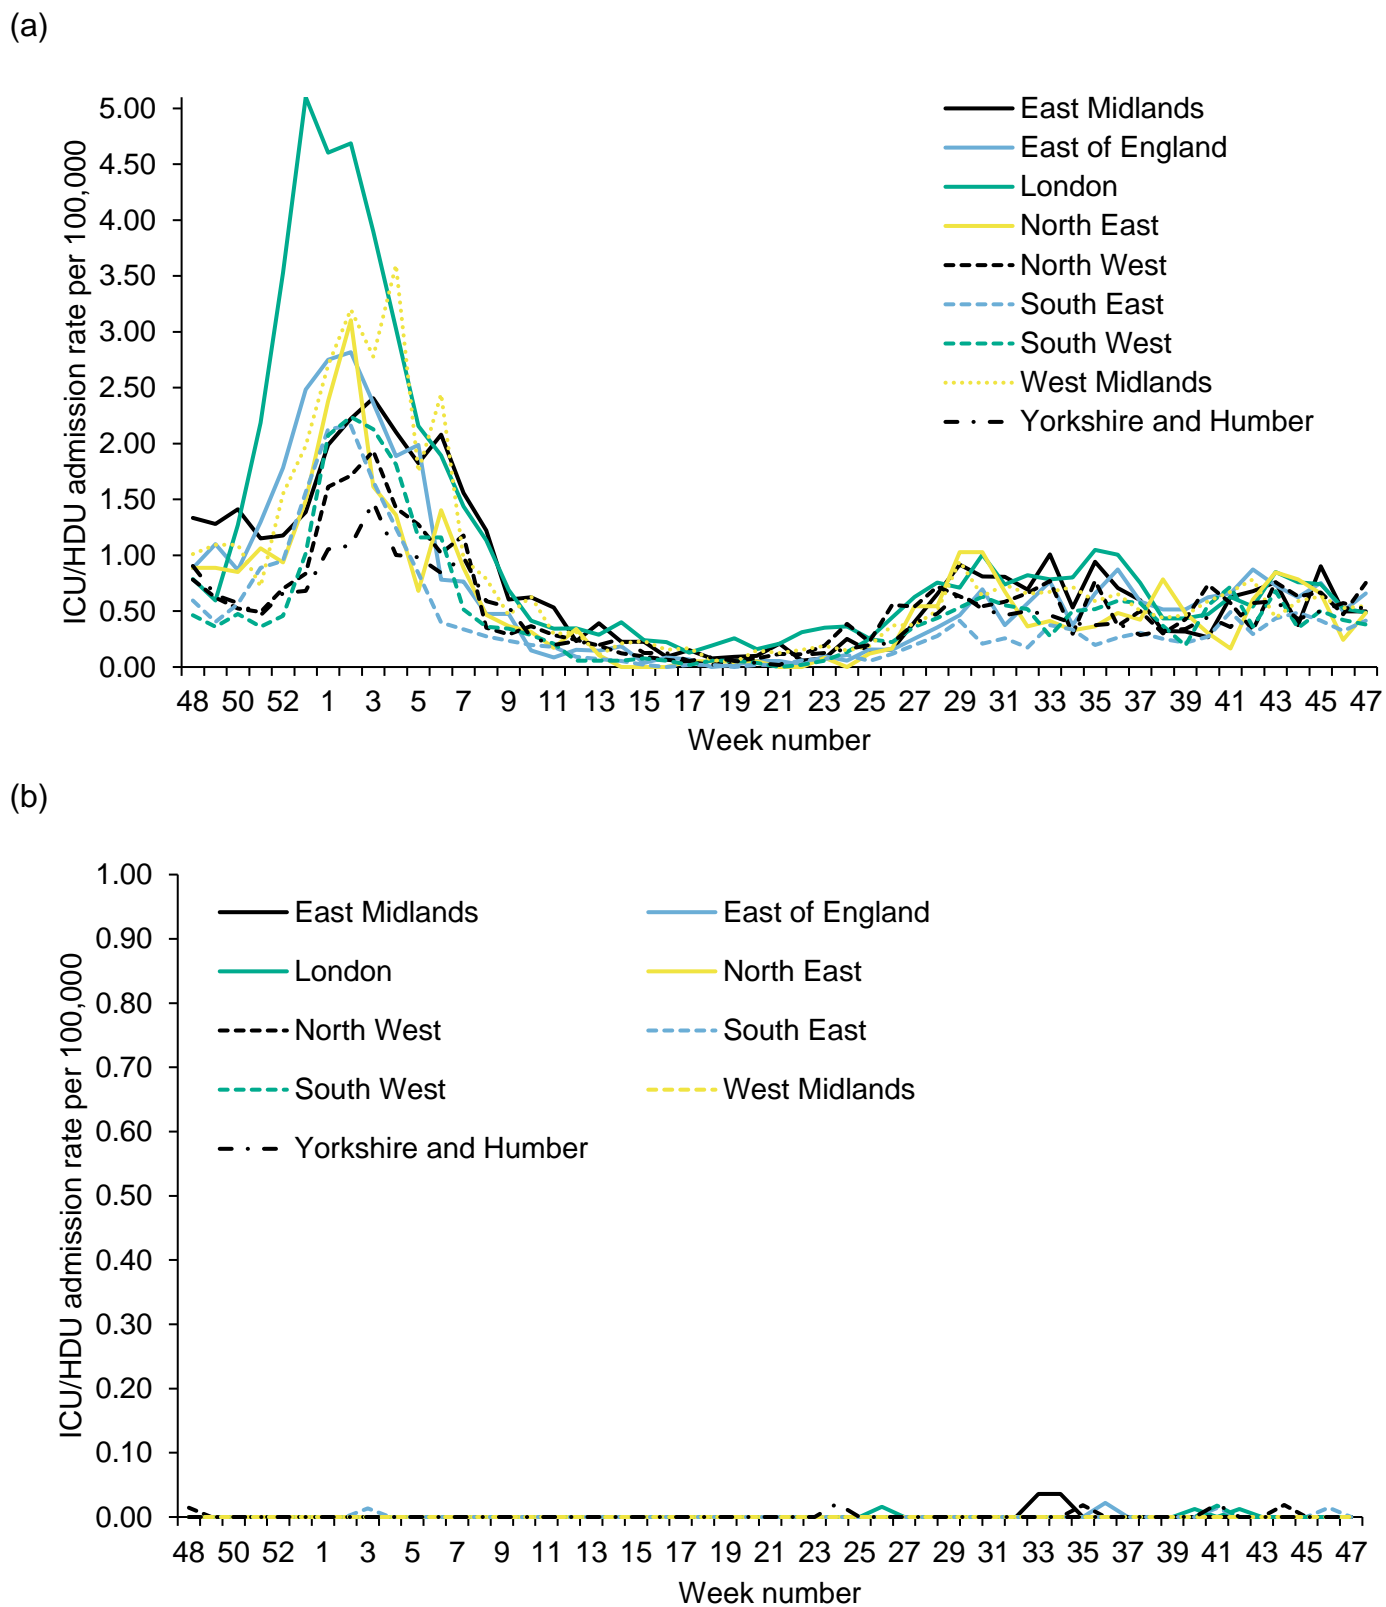 (a)
ICU/HDU admission rate per 100,000
5.00
4.50
4.00
3.50
3.00
2.50
2.00
1.50
1.00
0.50
0.00
East Midlands
East of England
London
North East
North West
South East
South West
West Midlands
Yorkshire and Humber
48 50 52 1 3 5 7 9 11 13 15 17 19 21 23 25 27 29 31 33 35 37 39 41 43 45 47
Week number
(b)
ICU/HDU admission rate per 100,000
1.00
0.90
0.80
0.70
0.60
0.50
0.40
0.30
0.20
0.10
0.00
East Midlands East of England
London North East
North West South East
South West West Midlands
Yorkshire and Humber
48 50 52 1 3 5 7 9 11 13 15 17 19 21 23 25 27 29 31 33 35 37 39 41 43 45 47
Week number